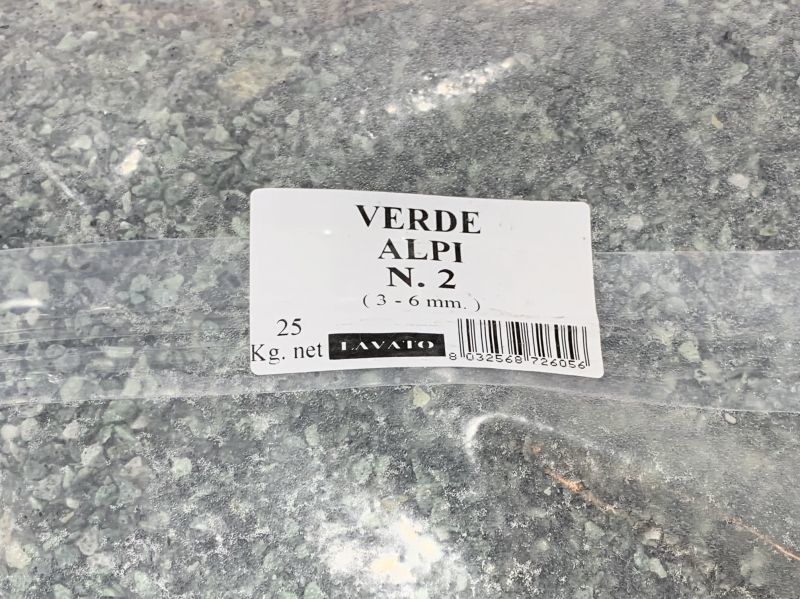 VERDE
ALPI
N. 2
( 3 - 6 mm. )
25
Kg. net
LAVATO
8 032568 726056